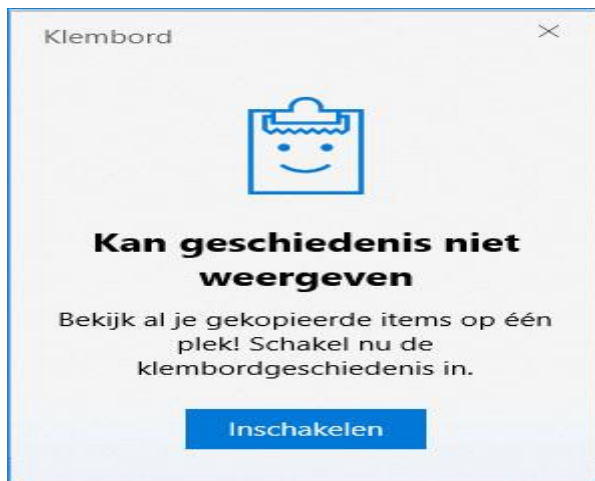 Klembord
Kan geschiedenis niet
weergeven
Bekijk al je gekopieerde items op één
plek! Schakel nu de
klembordgeschiedenis in.
Inschakelen